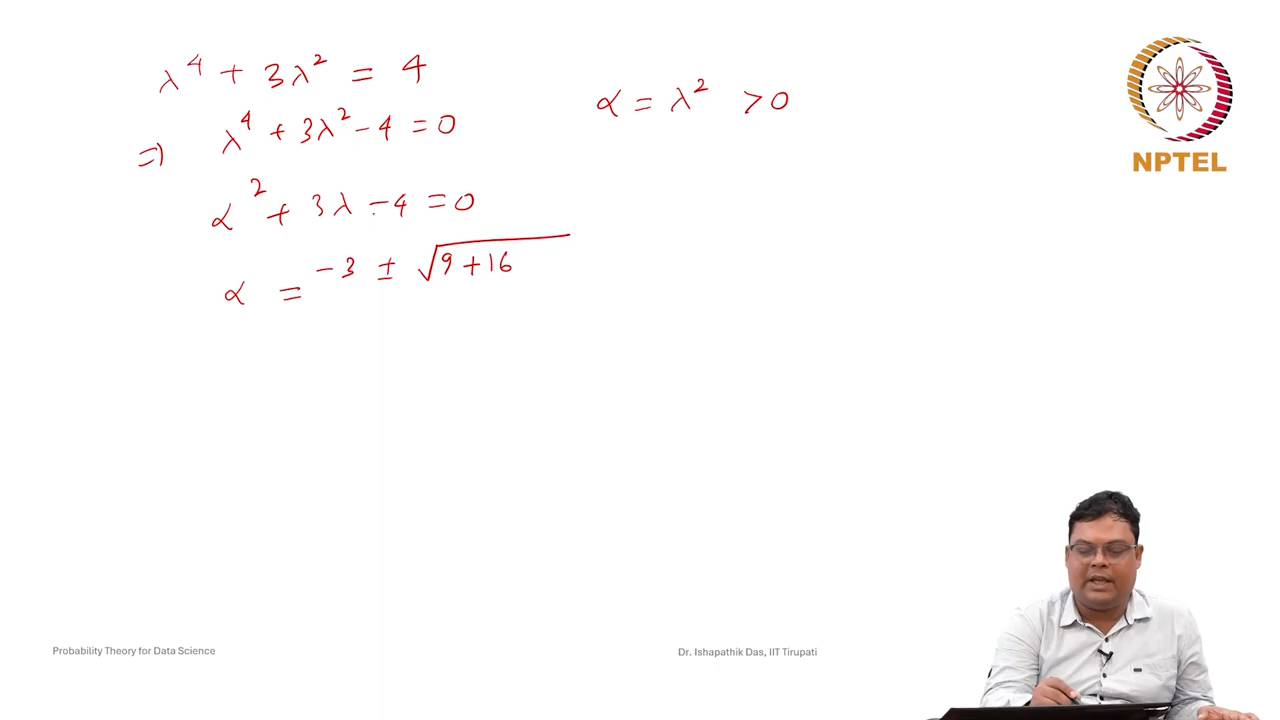 λ⁴ + 3λ² = 4
α = λ² > 0
⇒ λ⁴ + 3λ² - 4 = 0
α² + 3λ - 4 = 0
α = -3 ± √9 + 16
NPTEL
Probability Theory for Data Science
Dr. Ishapathik Das, IIT Tirupati